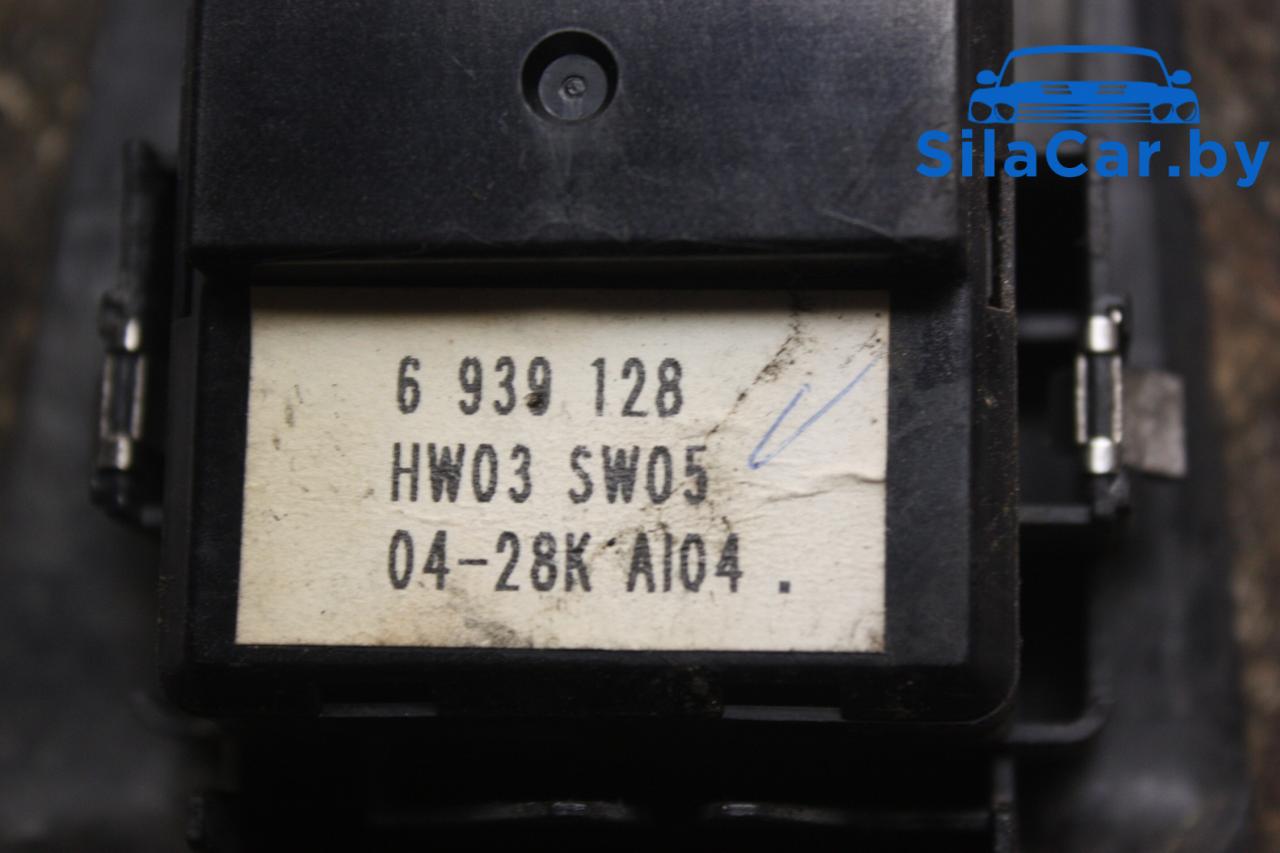 SilaCar.by
6 939 128
HW03 SW05
04-28K AI04 .